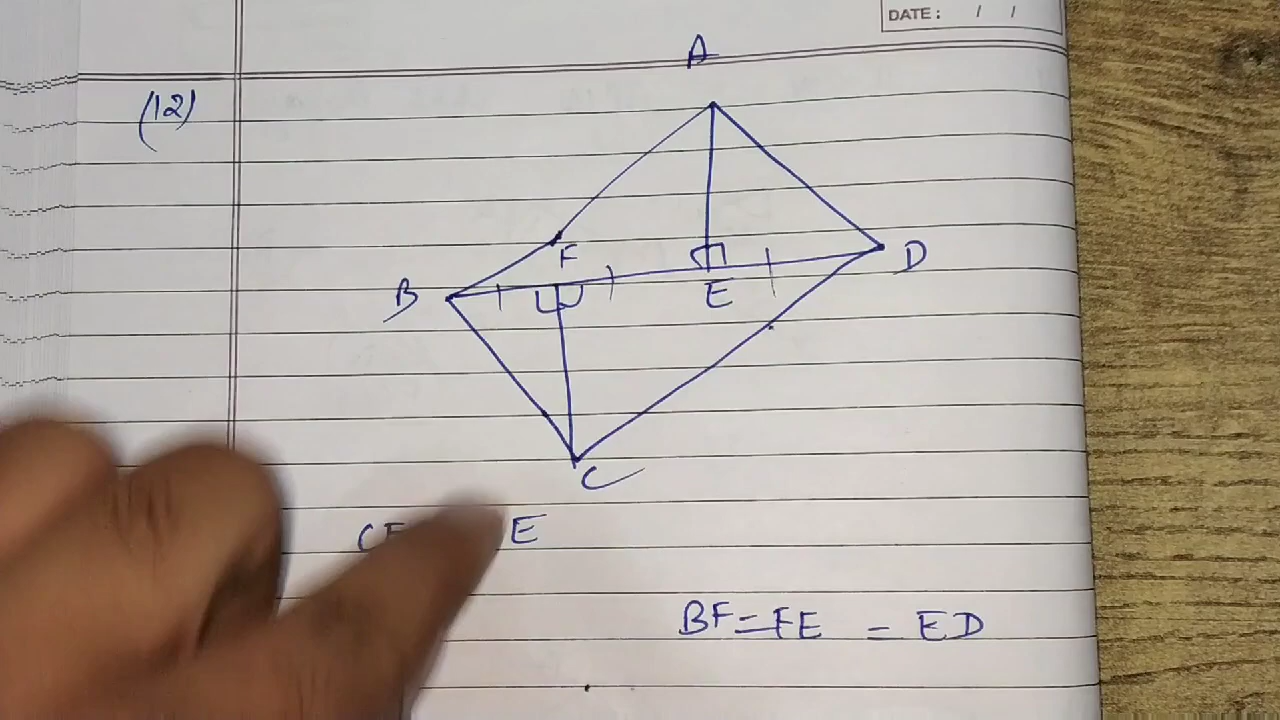 DATE : / /
(12)
A
F
B
E
D
C
E
BF = FE = ED